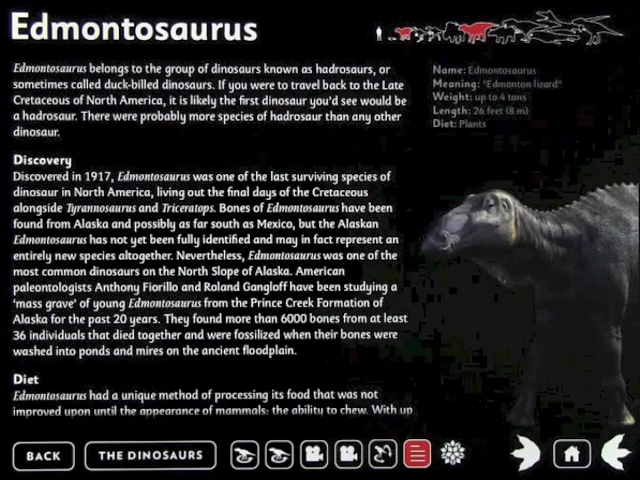 Edmontosaurus
Edmontosaurus belongs to the group of dinosaurs known as hadrosaurs, or
sometimes called duck-billed dinosaurs. If you were to travel back to the Late
Cretaceous of North America, it is likely the first dinosaur you'd see would be
a hadrosaur. There were probably more species of hadrosaur than any other
dinosaur.
Name: Edmontosaurus
Meaning: "Edmonton lizard"
Weight: up to 4 tons
Length: 26 feet (8 m)
Diet: Plants
Discovery
Discovered in 1917, Edmontosaurus was one of the last surviving species of
dinosaur in North America, living out the final days of the Cretaceous
alongside Tyrannosaurus and Triceratops. Bones of Edmontosaurus have been
found from Alaska and possibly as far south as Mexico, but the Alaskan
Edmontosaurus has not yet been fully identified and may in fact represent an
entirely new species altogether. Nevertheless, Edmontosaurus was one of the
most common dinosaurs on the North Slope of Alaska. American
paleontologists Anthony Fiorillo and Roland Gangloff have been studying a
'mass grave' of young Edmontosaurus from the Prince Creek Formation of
Alaska for the past 20 years. They found more than 6000 bones from at least
36 individuals that died together and were fossilized when their bones were
washed into ponds and mires on the ancient floodplain.
Diet
Edmontosaurus had a unique method of processing its food that was not
improved upon until the appearance of mammals: the ability to chew. With up
BACK
THE DINOSAURS